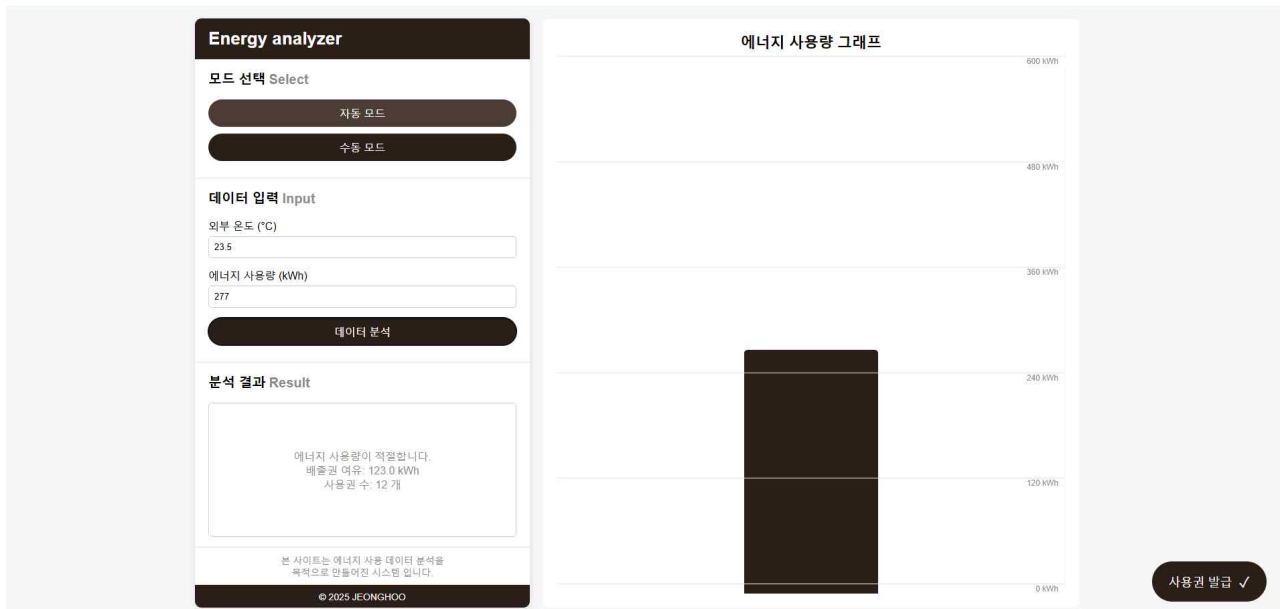 Energy analyzer
모드 선택 Select
자동 모드
수동 모드
데이터 입력 Input
외부 온도 (°C)
23.5
에너지 사용량 (kWh)
277
데이터 분석
분석 결과 Result
에너지 사용량이 적절합니다.
배출권 여유: 123.0 kWh
사용권 수: 12 개
본 사이트는 에너지 사용 데이터 분석을
목적으로 만들어진 시스템 입니다.
© 2025 JEONGHOO
에너지 사용량 그래프
600 kWh
480 kWh
360 kWh
240 kWh
120 kWh
0 kWh
사용권 발급 ✓